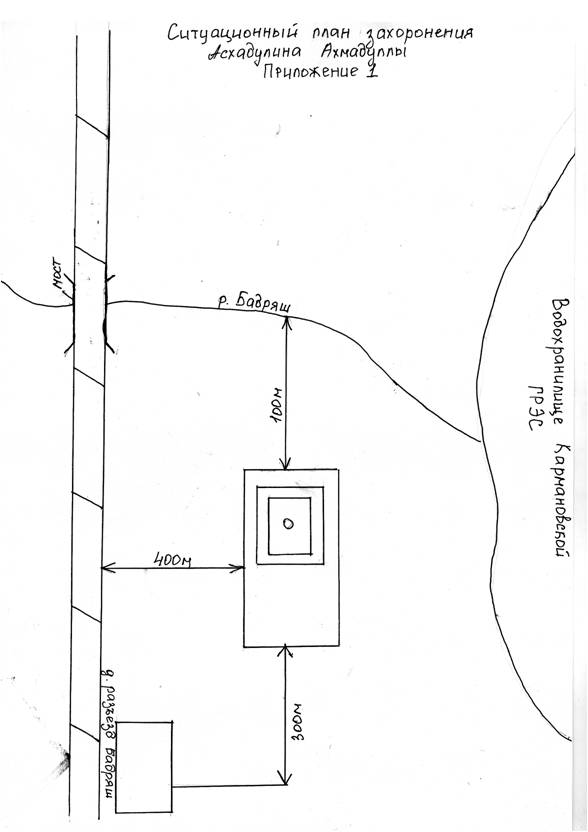 Ситуационный план захоронения
Асхадулина Ахмадуллы
Приложение 1
мост
р. Бадряш
100м
Водохранилище Кармановской
ГРЭС
400м
300м
д. разъезд Бадряш